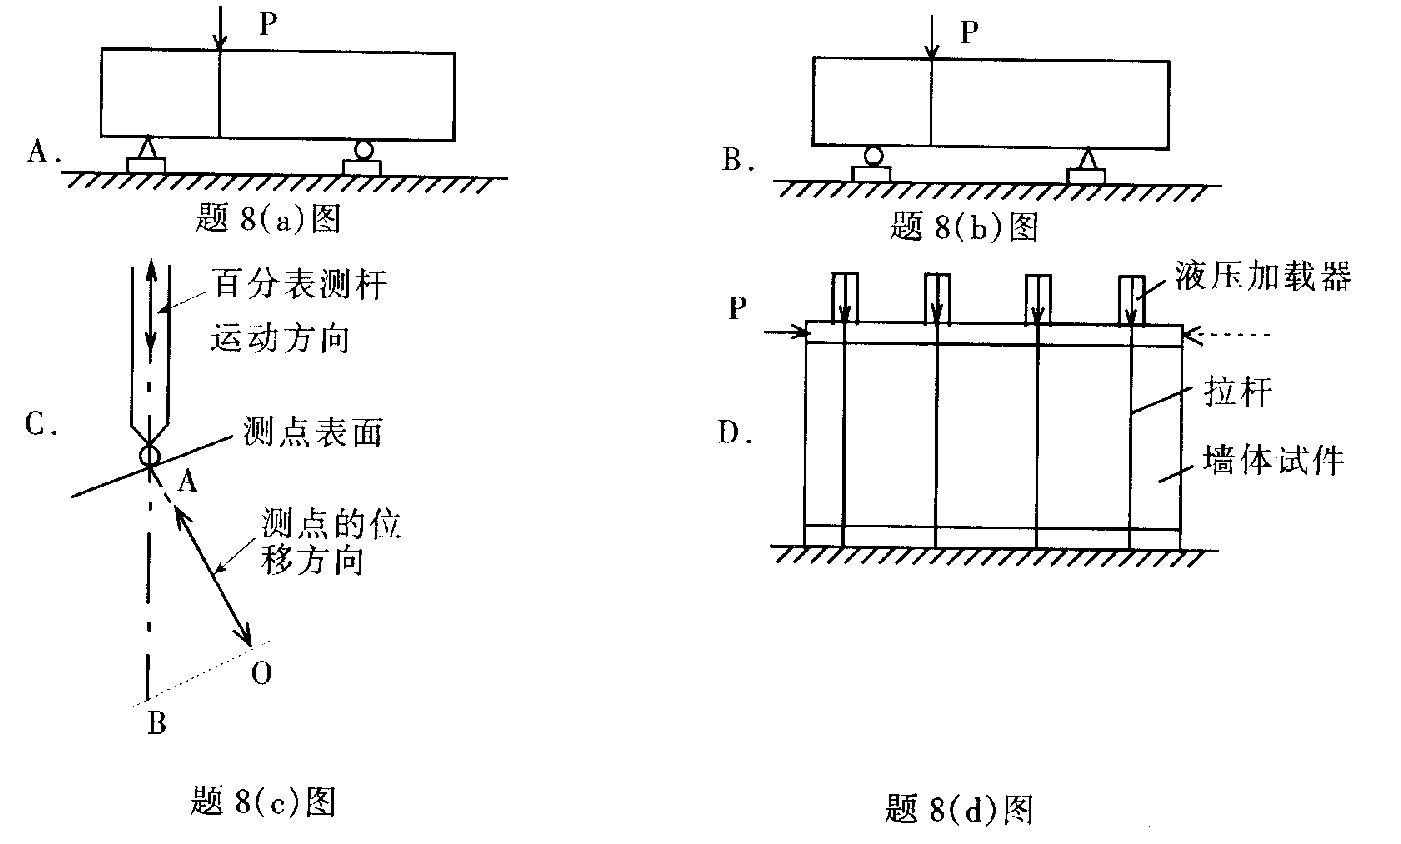 P
A.
题 8(a)图
P
B.
题 8(b)图
百分表测杆
运动方向
C.
测点表面
A
测点的位
移方向
O
B
题 8(c)图
液压加载器
P
拉杆
D.
墙体试件
题 8(d)图